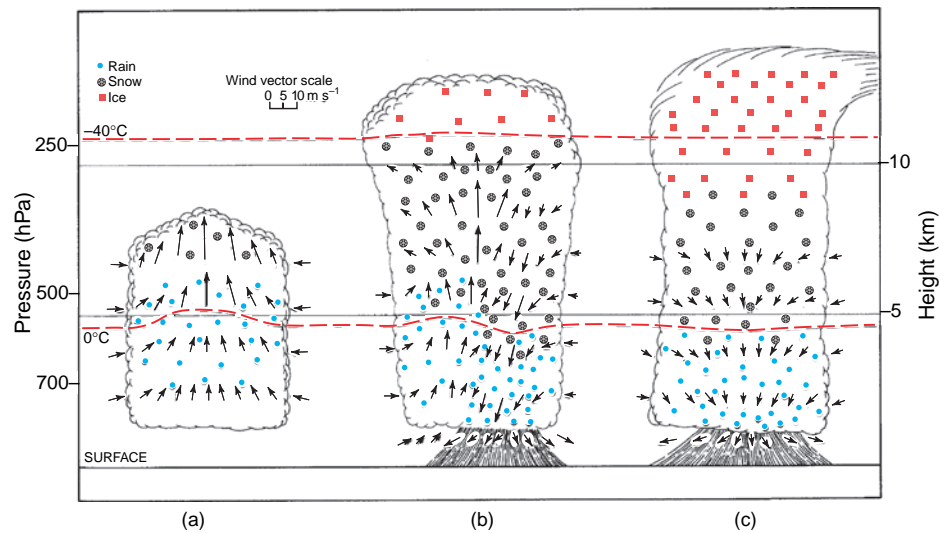 Rain
Snow
Ice
Wind vector scale
0 5 10 m s⁻¹
–40°C
250
10
Pressure (hPa)
Height (km)
500
5
0°C
700
SURFACE
(a)
(b)
(c)